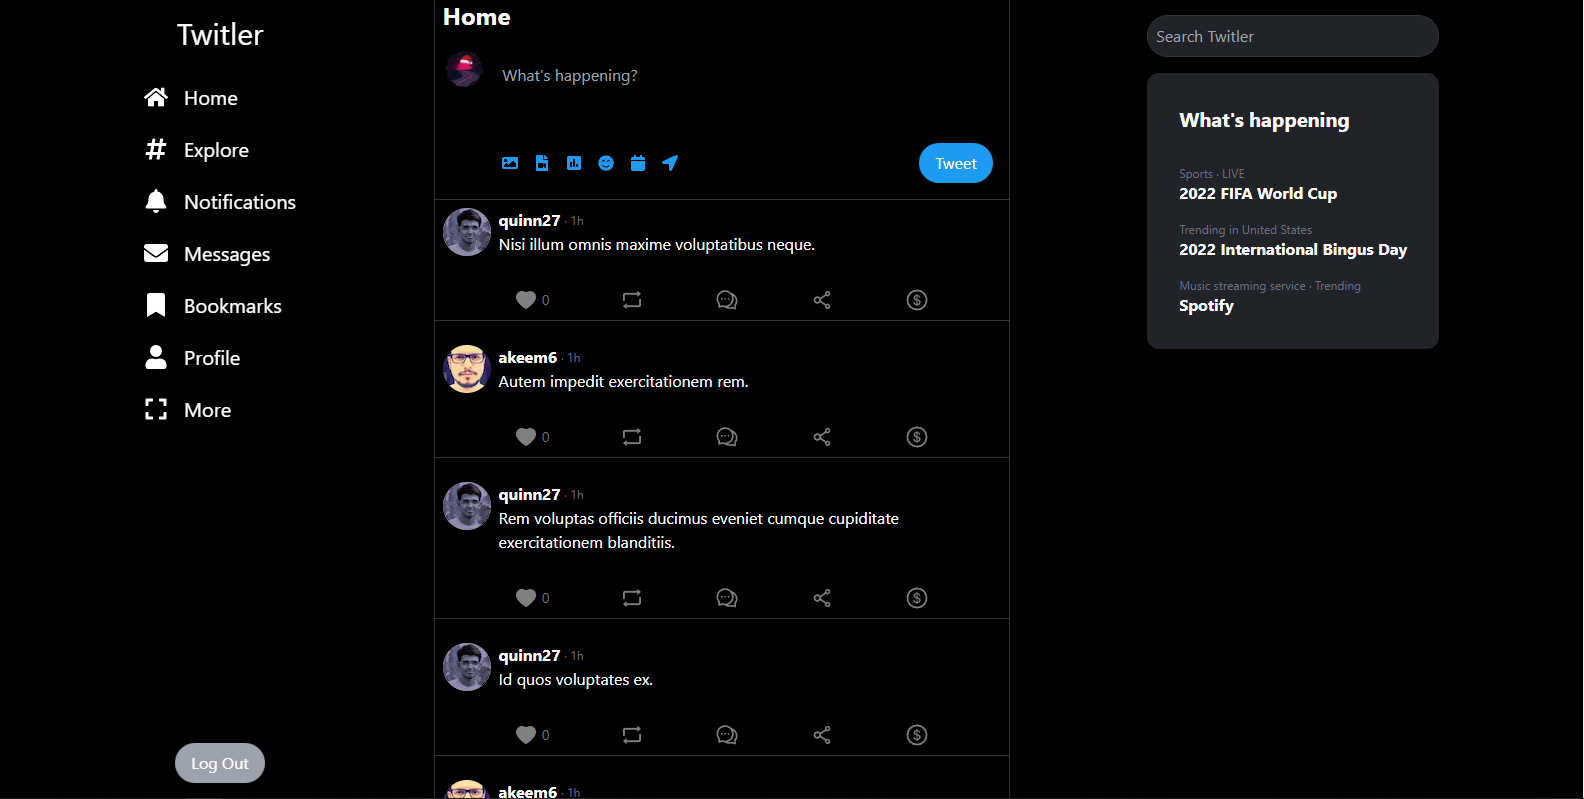 Twitler
Home
Explore
Notifications
Messages
Bookmarks
Profile
More
Log Out
Home
What's happening?
Tweet
quinn27 · 1h
Nisi illum omnis maxime voluptatibus neque.
0
akeem6 · 1h
Autem impedit exercitationem rem.
0
quinn27 · 1h
Rem voluptas officiis ducimus eveniet cumque cupiditate
exercitationem blanditiis.
0
quinn27 · 1h
Id quos voluptates ex.
0
akeem6 · 1h
Search Twitler
What's happening
Sports · LIVE
2022 FIFA World Cup
Trending in United States
2022 International Bingus Day
Music streaming service · Trending
Spotify